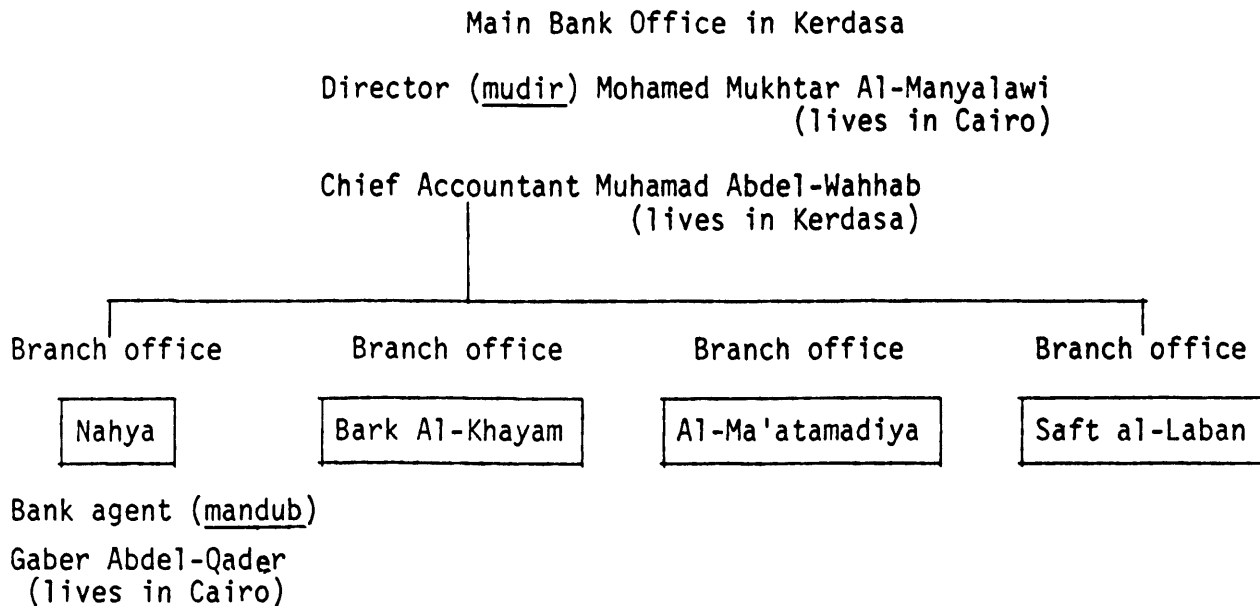 Main Bank Office in Kerdasa
Director (mudir) Mohamed Mukhtar Al-Manyalawi
(lives in Cairo)
Chief Accountant Muhamad Abdel-Wahhab
(lives in Kerdasa)
Branch office Branch office Branch office Branch office
Nahya Bark Al-Khayam Al-Ma'atamadiya Saft al-Laban
Bank agent (mandub)
Gaber Abdel-Qader
(lives in Cairo)